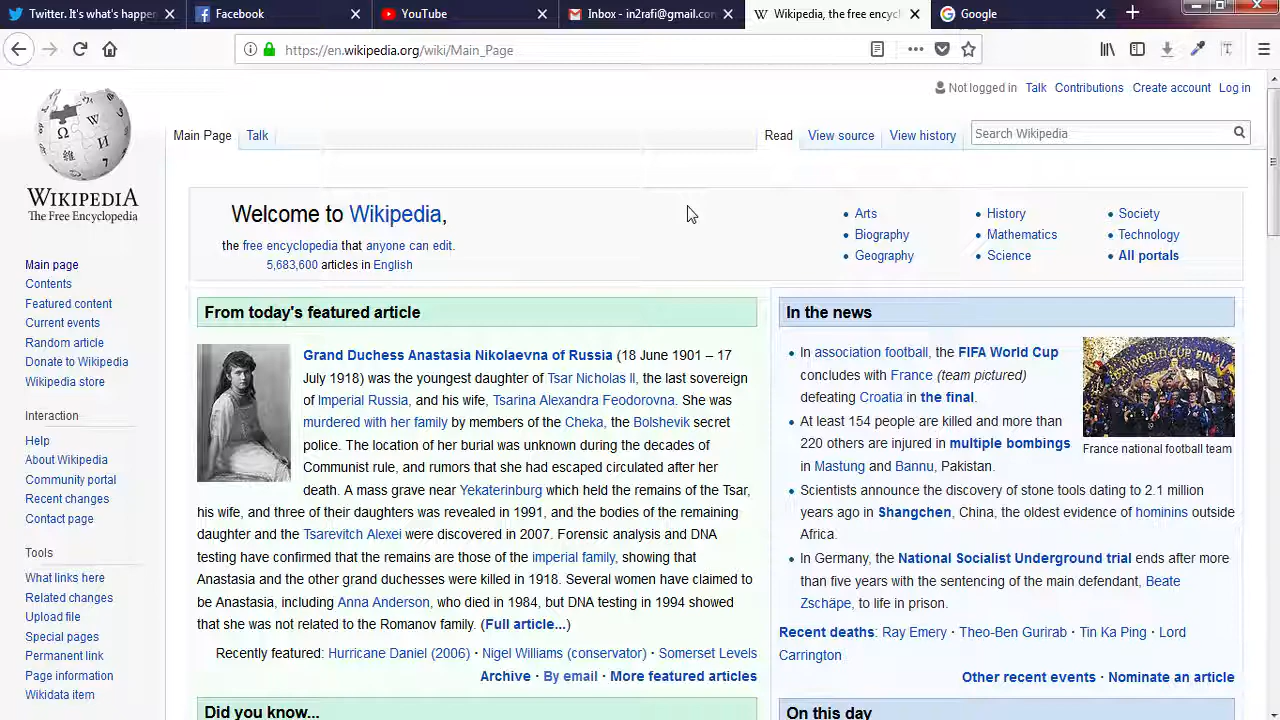 Twitter. It's what's happen
Facebook
YouTube
Inbox - in2rafi@gmail.con
Wikipedia, the free encycl
Google
https://en.wikipedia.org/wiki/Main_Page
Not logged in Talk Contributions Create account Log in
Main Page Talk
Read View source View history
Search Wikipedia
WIKIPEDIA
The Free Encyclopedia
Main page
Contents
Featured content
Current events
Random article
Donate to Wikipedia
Wikipedia store
Interaction
Help
About Wikipedia
Community portal
Recent changes
Contact page
Tools
What links here
Related changes
Upload file
Special pages
Permanent link
Page information
Wikidata item
Welcome to Wikipedia,
the free encyclopedia that anyone can edit.
5,683,600 articles in English
Arts
Biography
Geography
History
Mathematics
Science
Society
Technology
All portals
From today's featured article
Grand Duchess Anastasia Nikolaevna of Russia (18 June 1901 – 17
July 1918) was the youngest daughter of Tsar Nicholas II, the last sovereign
of Imperial Russia, and his wife, Tsarina Alexandra Feodorovna. She was
murdered with her family by members of the Cheka, the Bolshevik secret
police. The location of her burial was unknown during the decades of
Communist rule, and rumors that she had escaped circulated after her
death. A mass grave near Yekaterinburg which held the remains of the Tsar,
his wife, and three of their daughters was revealed in 1991, and the bodies of the remaining
daughter and the Tsarevitch Alexei were discovered in 2007. Forensic analysis and DNA
testing have confirmed that the remains are those of the imperial family, showing that
Anastasia and the other grand duchesses were killed in 1918. Several women have claimed to
be Anastasia, including Anna Anderson, who died in 1984, but DNA testing in 1994 showed
that she was not related to the Romanov family. (Full article...)
Recently featured: Hurricane Daniel (2006) · Nigel Williams (conservator) · Somerset Levels
Archive · By email · More featured articles
Did you know...
In the news
In association football, the FIFA World Cup
concludes with France (team pictured)
defeating Croatia in the final.
At least 154 people are killed and more than
220 others are injured in multiple bombings
in Mastung and Bannu, Pakistan.
FIFA WORLD CUP FINAL
France national football team
Scientists announce the discovery of stone tools dating to 2.1 million
years ago in Shangchen, China, the oldest evidence of hominins outside
Africa.
In Germany, the National Socialist Underground trial ends after more
than five years with the sentencing of the main defendant, Beate
Zschäpe, to life in prison.
Recent deaths: Ray Emery · Theo-Ben Gurirab · Tin Ka Ping · Lord
Carrington
Other recent events · Nominate an article
On this day